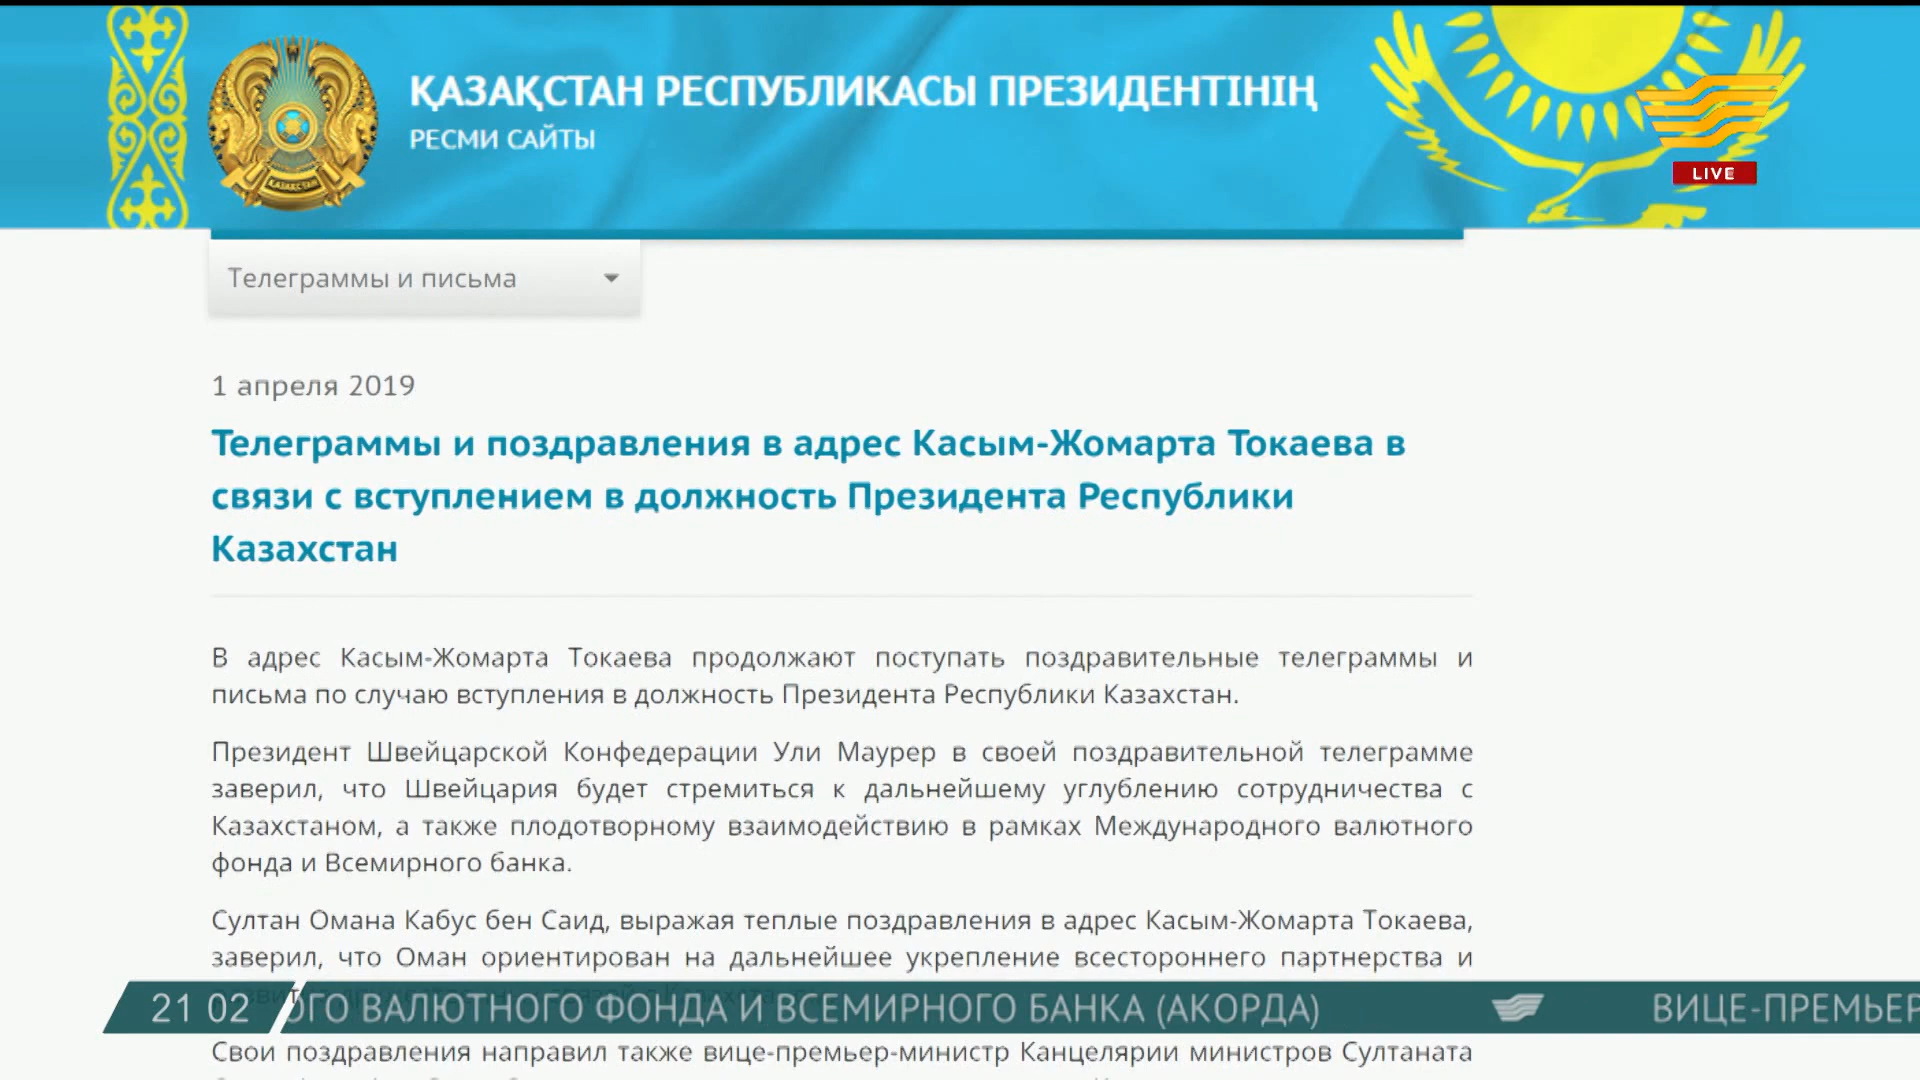 ҚАЗАҚСТАН РЕСПУБЛИКАСЫ ПРЕЗИДЕНТІНІҢ
РЕСМИ САЙТЫ
ҚАЗАҚСТАН
LIVE
Телеграммы и письма
1 апреля 2019
Телеграммы и поздравления в адрес Касым-Жомарта Токаева в
связи с вступлением в должность Президента Республики
Казахстан
В адрес Касым-Жомарта Токаева продолжают поступать поздравительные телеграммы и
письма по случаю вступления в должность Президента Республики Казахстан.
Президент Швейцарской Конфедерации Ули Маурер в своей поздравительной телеграмме
заверил, что Швейцария будет стремиться к дальнейшему углублению сотрудничества с
Казахстаном, а также плодотворному взаимодействию в рамках Международного валютного
фонда и Всемирного банка.
Султан Омана Кабус бен Саид, выражая теплые поздравления в адрес Касым-Жомарта Токаева,
заверил, что Оман ориентирован на дальнейшее укрепление всестороннего партнерства и
21 02 ОГО ВАЛЮТНОГО ФОНДА И ВСЕМИРНОГО БАНКА (АКОРДА) ВИЦЕ-ПРЕМЬЕР
Свои поздравления направил также вице-премьер-министр Канцелярии министров Султаната